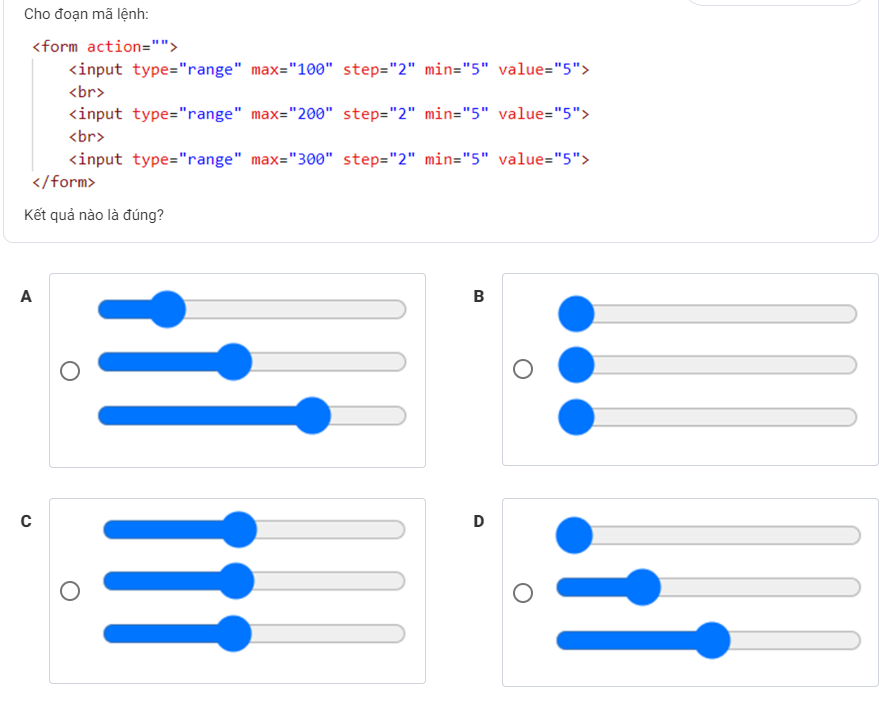 Cho đoạn mã lệnh:
<form action="">
<input type="range" max="100" step="2" min="5" value="5">
<br>
<input type="range" max="200" step="2" min="5" value="5">
<br>
<input type="range" max="300" step="2" min="5" value="5">
</form>
Kết quả nào là đúng?
A
B
C
D